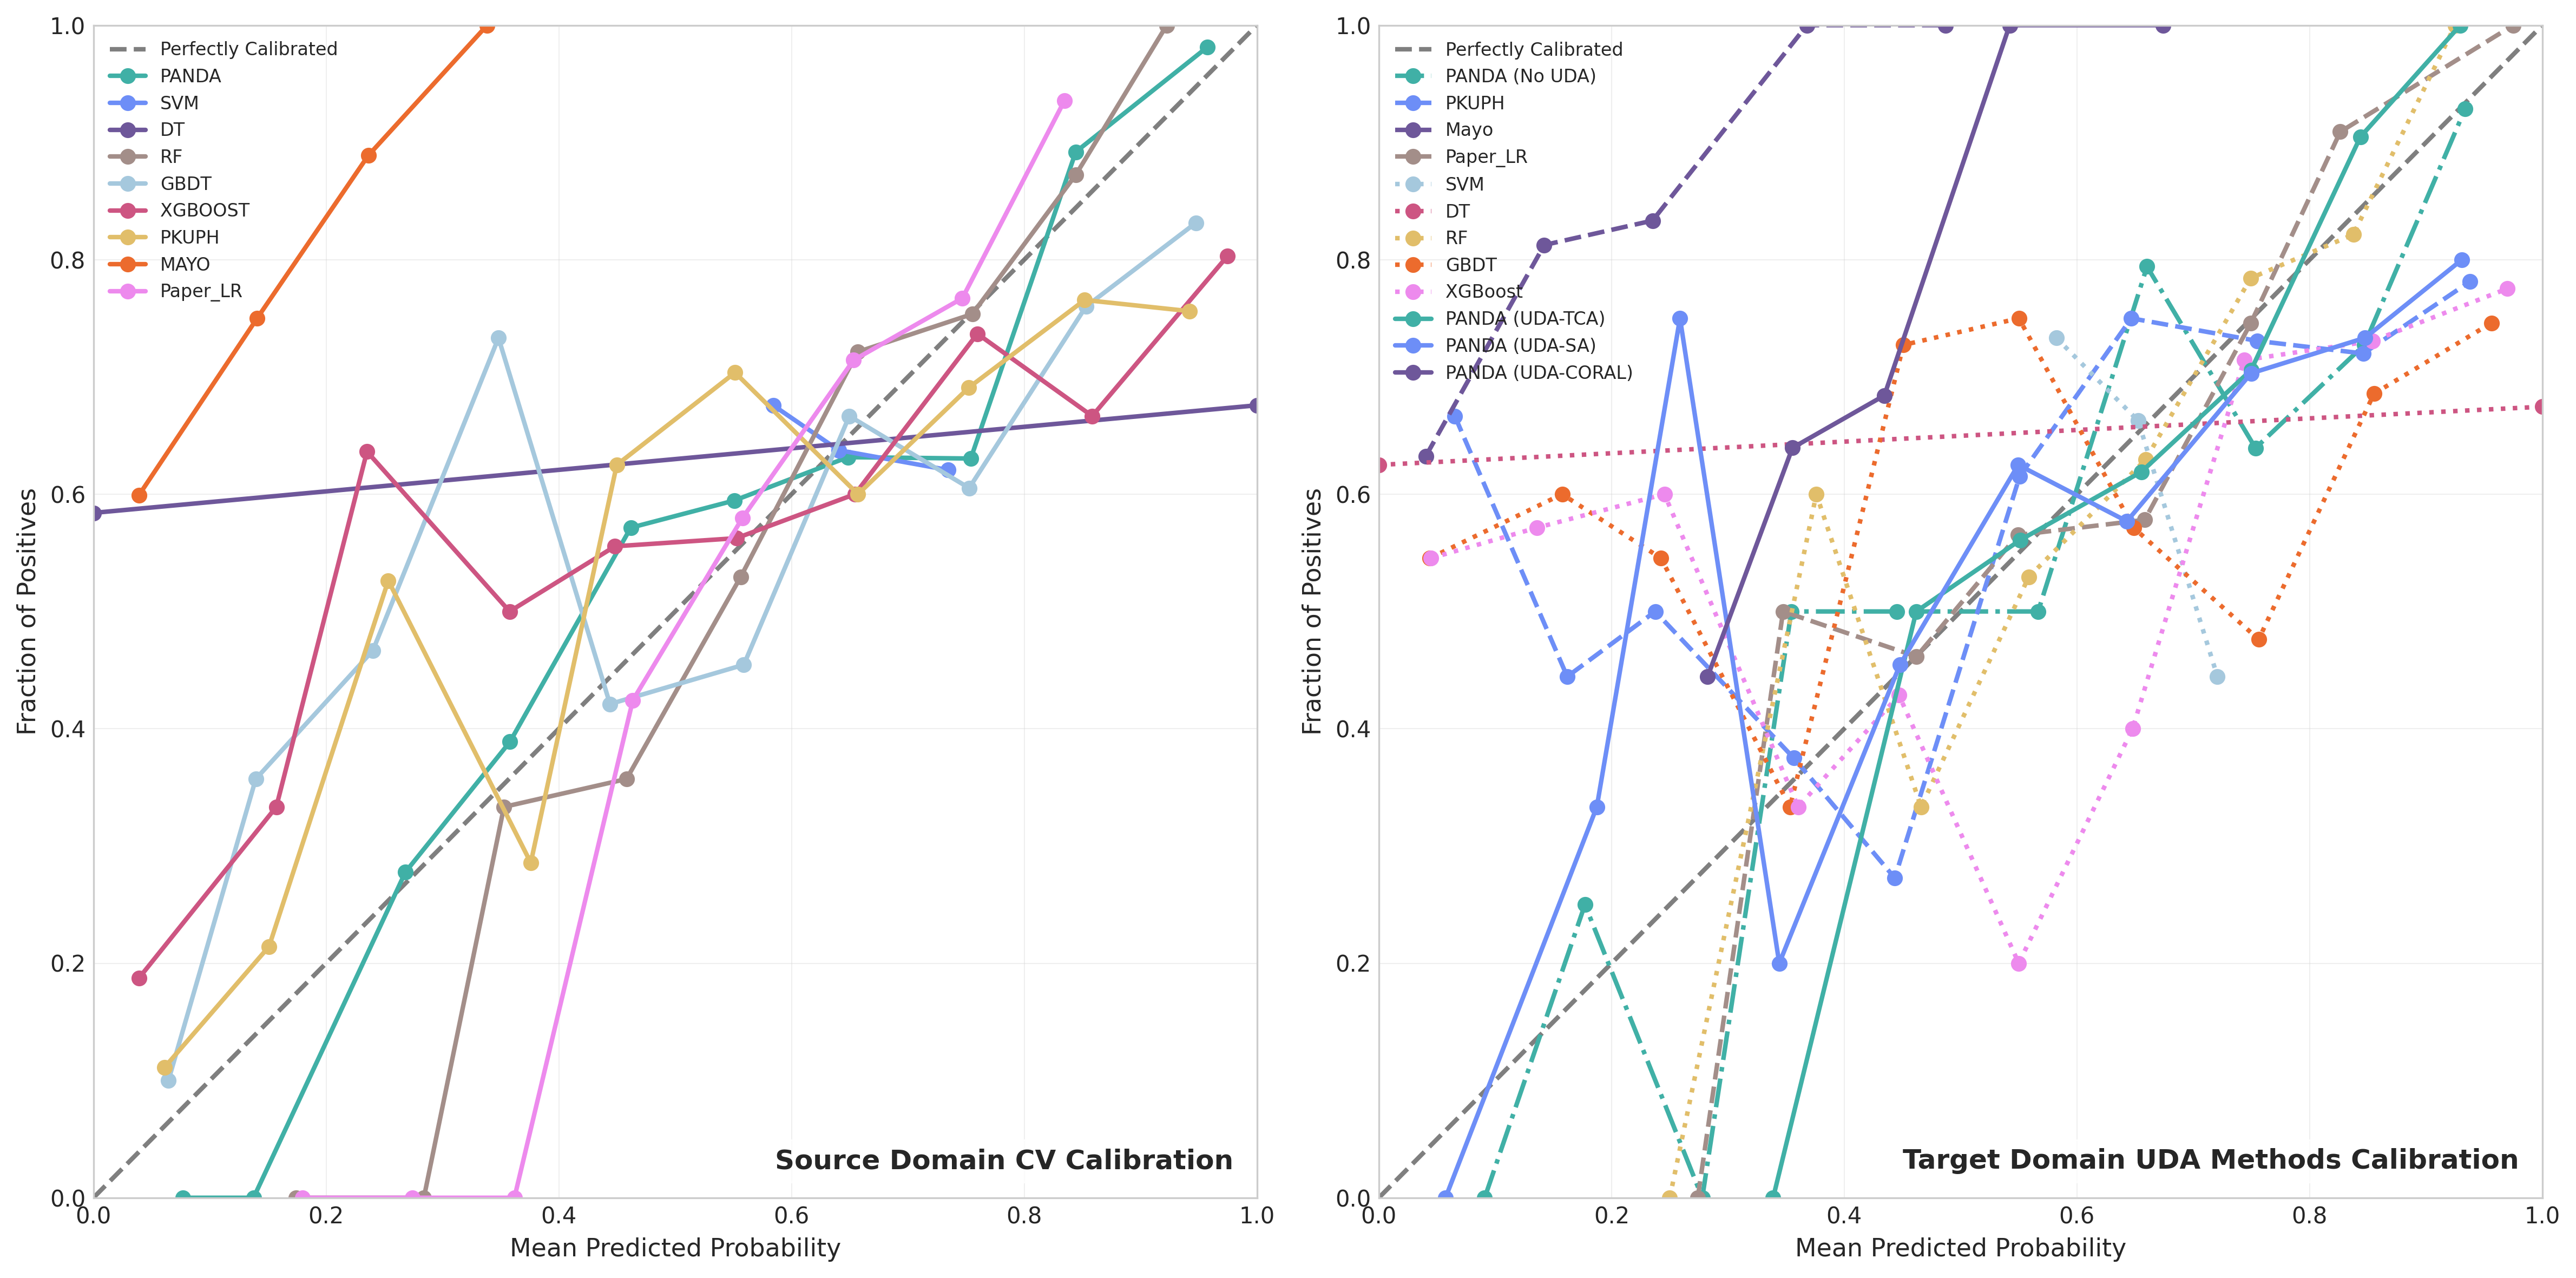 1.0
0.8
0.6
0.4
0.2
0.0
Fraction of Positives
Perfectly Calibrated
PANDA
SVM
DT
RF
GBDT
XGBOOST
PKUPH
MAYO
Paper_LR
Source Domain CV Calibration
0.0 0.2 0.4 0.6 0.8 1.0
Mean Predicted Probability
1.0
0.8
0.6
0.4
0.2
0.0
Fraction of Positives
Perfectly Calibrated
PANDA (No UDA)
PKUPH
Mayo
Paper_LR
SVM
DT
RF
GBDT
XGBoost
PANDA (UDA-TCA)
PANDA (UDA-SA)
PANDA (UDA-CORAL)
Target Domain UDA Methods Calibration
0.0 0.2 0.4 0.6 0.8 1.0
Mean Predicted Probability